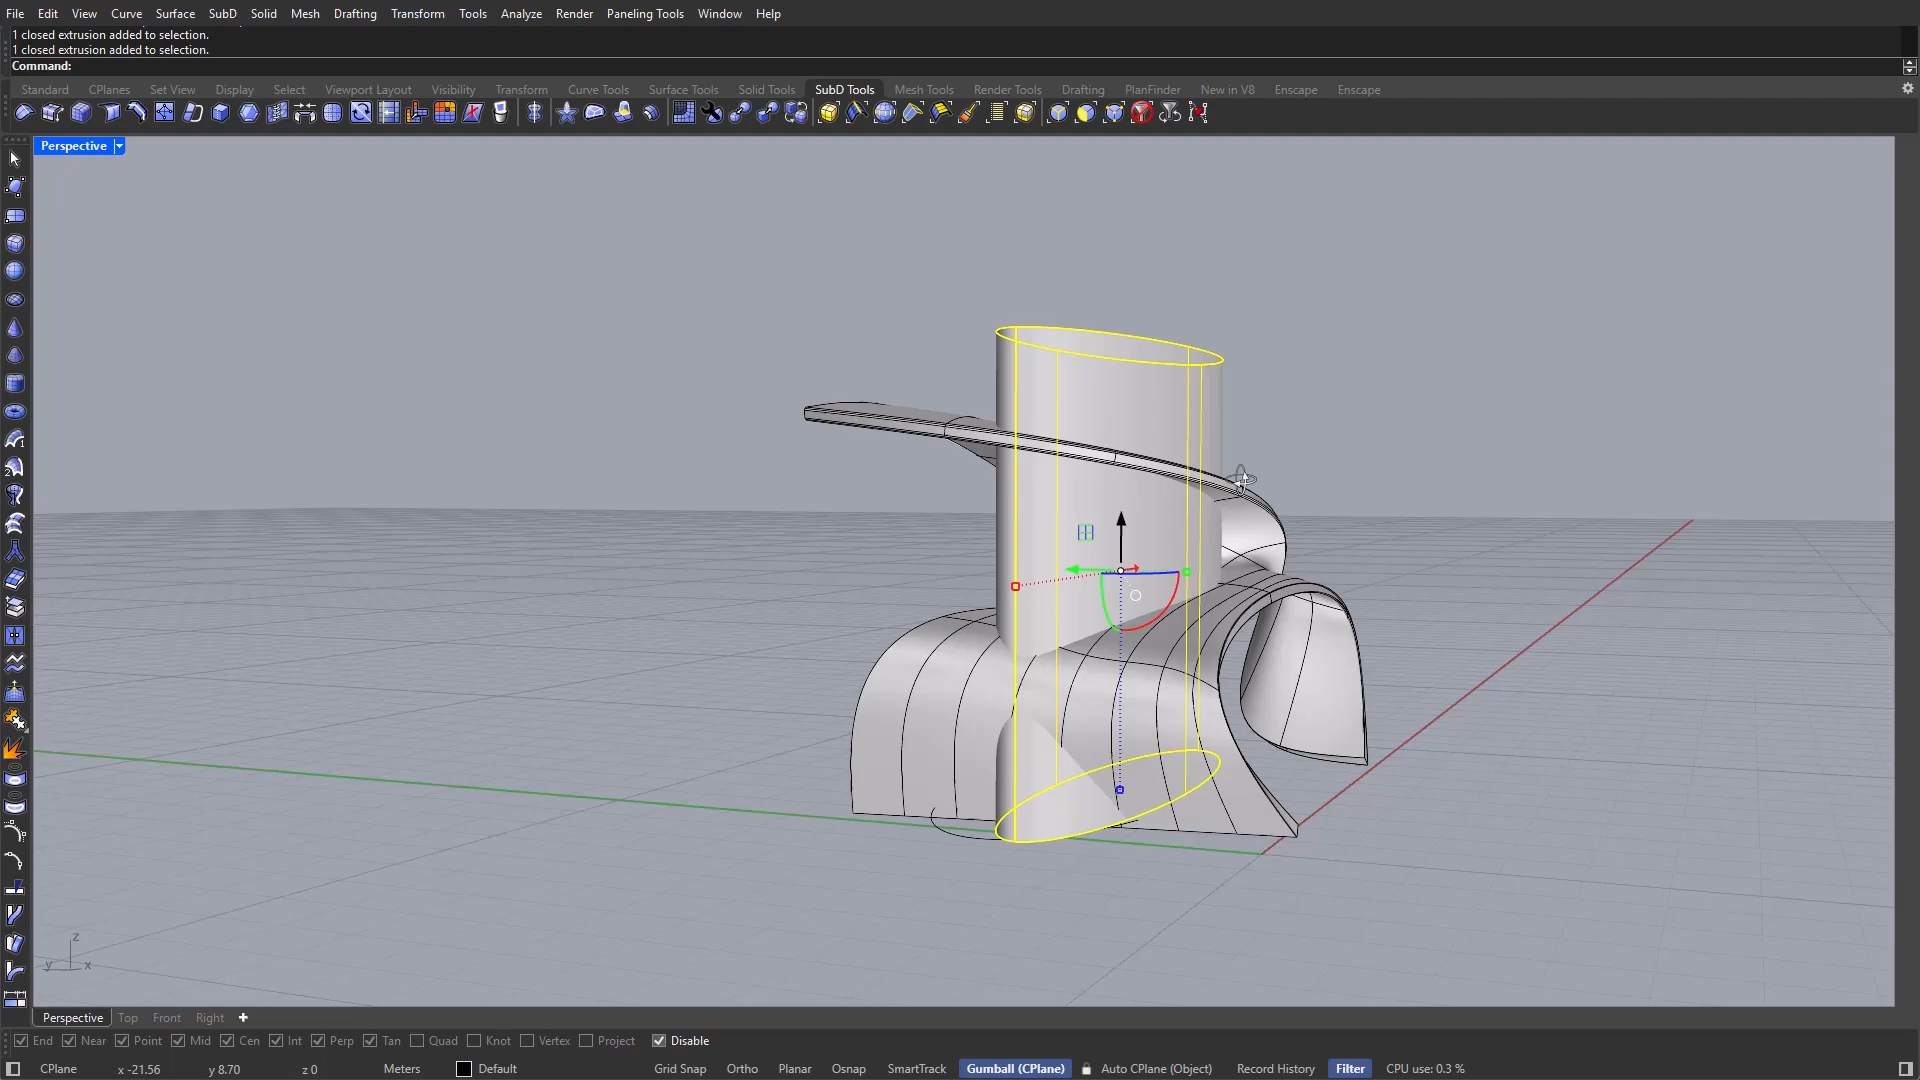 File Edit View Curve Surface SubD Solid Mesh Drafting Transform Tools Analyze Render Paneling Tools Window Help
1 closed extrusion added to selection.
1 closed extrusion added to selection.
Command:
Standard CPlanes Set View Display Select Viewport Layout Visibility Transform Curve Tools Surface Tools Solid Tools SubD Tools Mesh Tools Render Tools Drafting PlanFinder New in V8 Enscape Enscape
Perspective
z
y x
Perspective Top Front Right
End Near Point Mid Cen Int Perp Tan Quad Knot Vertex Project Disable
CPlane x -21.56 y 8.70 z 0 Meters Default Grid Snap Ortho Planar Osnap SmartTrack Gumball (CPlane) Auto CPlane (Object) Record History Filter CPU use: 0.3 %